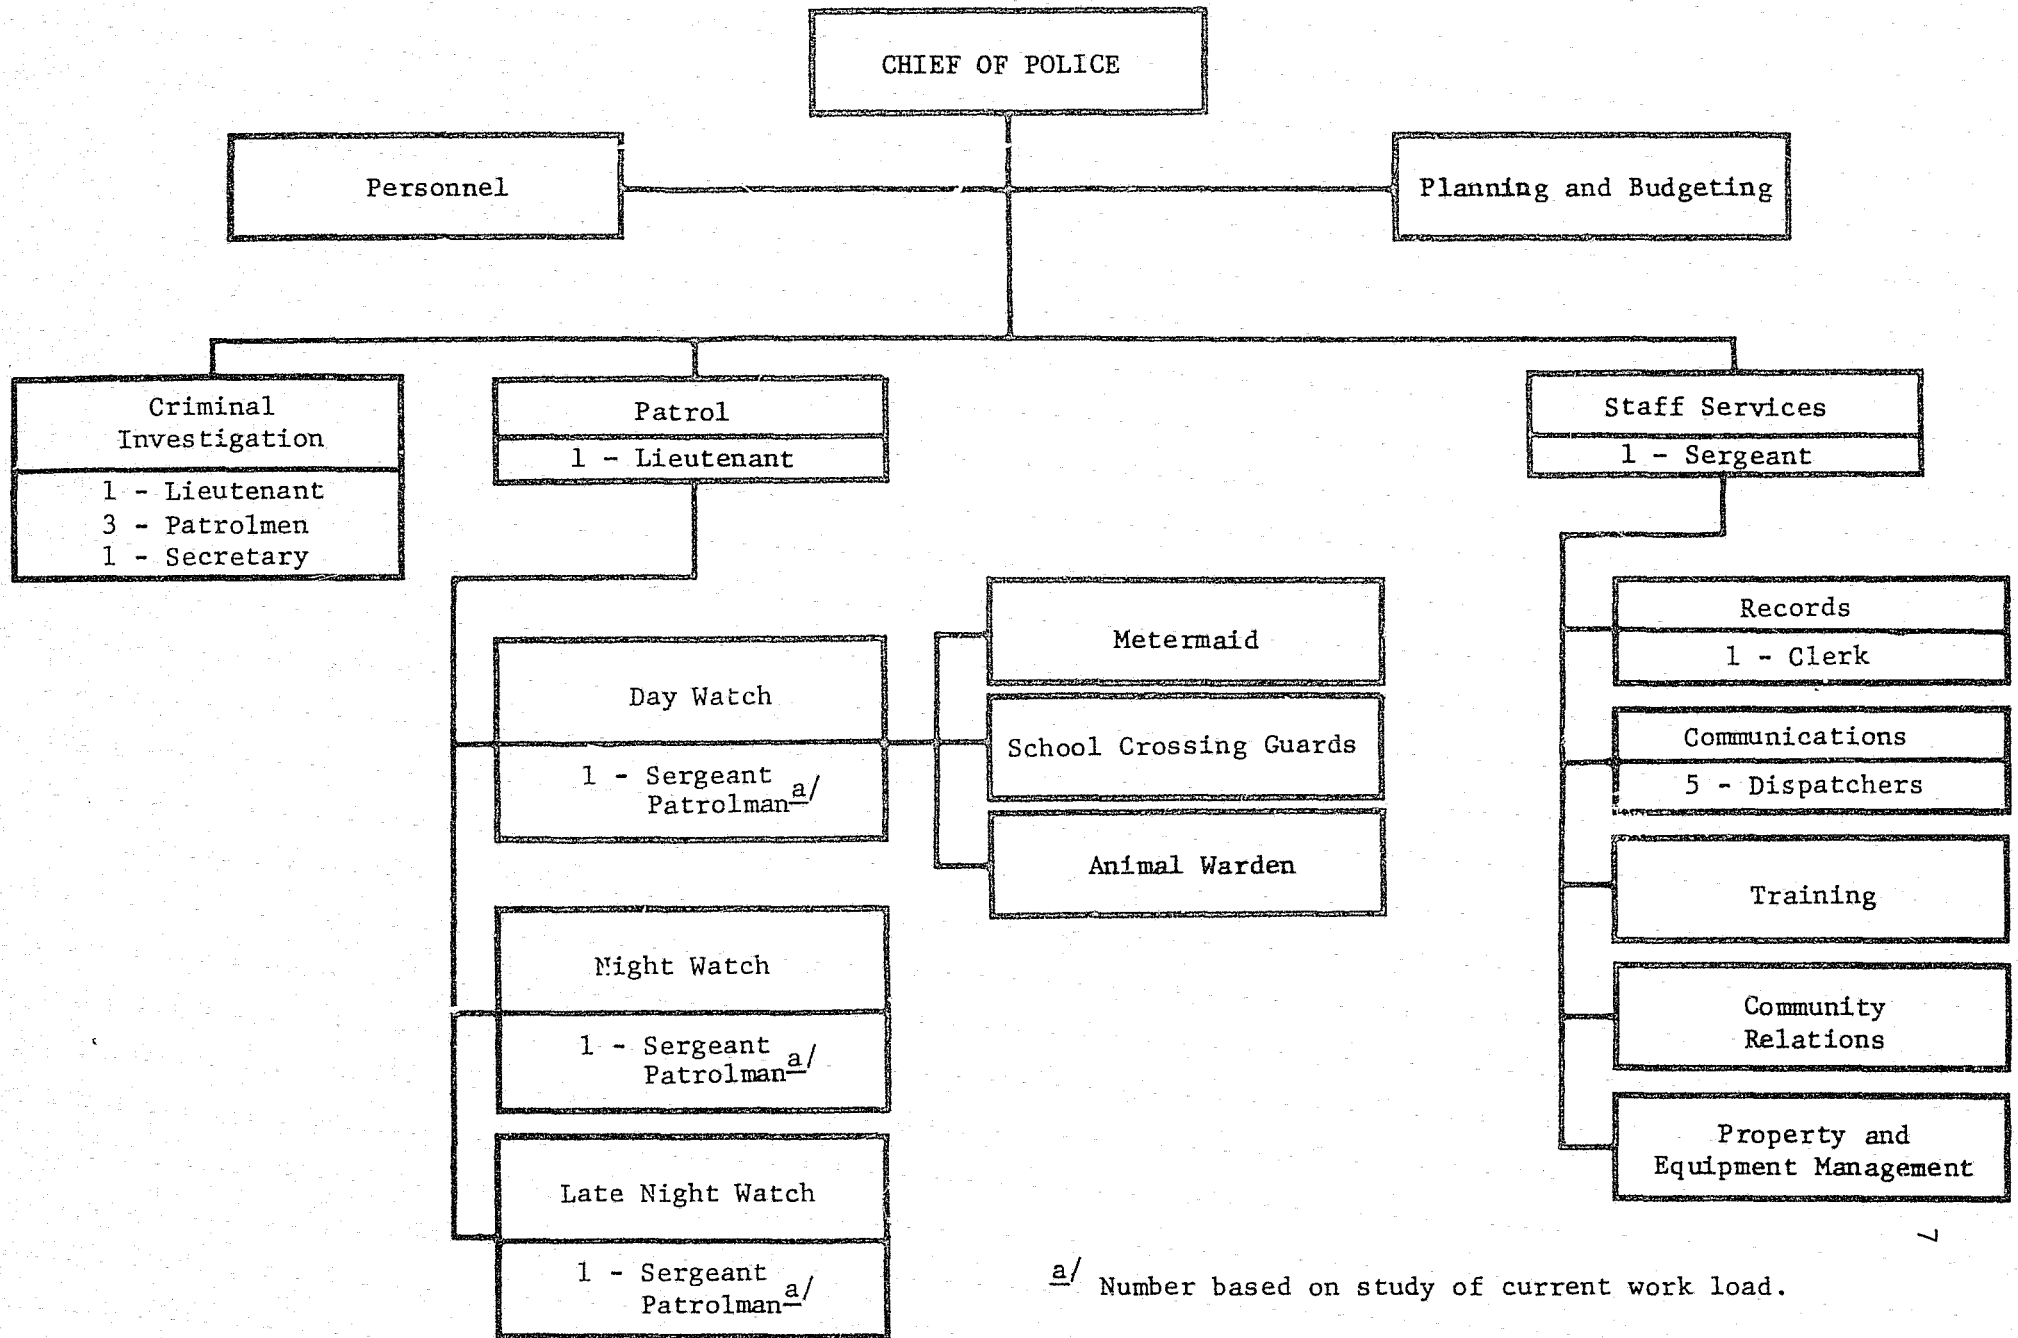 CHIEF OF POLICE
Personnel
Planning and Budgeting
Criminal
Investigation
1 - Lieutenant
3 - Patrolmen
1 - Secretary
Patrol
1 - Lieutenant
Staff Services
1 - Sergeant
Day Watch
1 - Sergeant
Patrolman a/
Metermaid
School Crossing Guards
Animal Warden
Night Watch
1 - Sergeant
Patrolman a/
Late Night Watch
1 - Sergeant
Patrolman a/
Records
1 - Clerk
Communications
5 - Dispatchers
Training
Community
Relations
Property and
Equipment Management
7
a/ Number based on study of current work load.